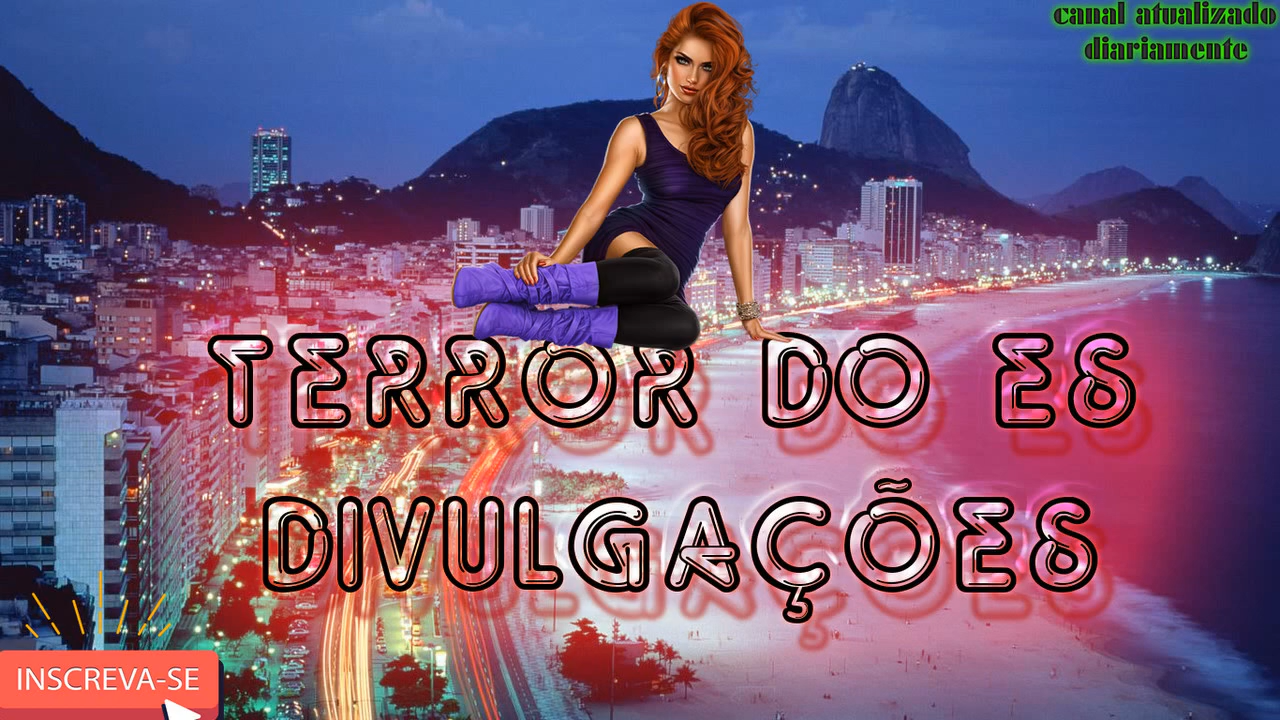 canal atualizado
diariamente
TERROR DO ES
DIVULGAÇÕES
INSCREVA-SE